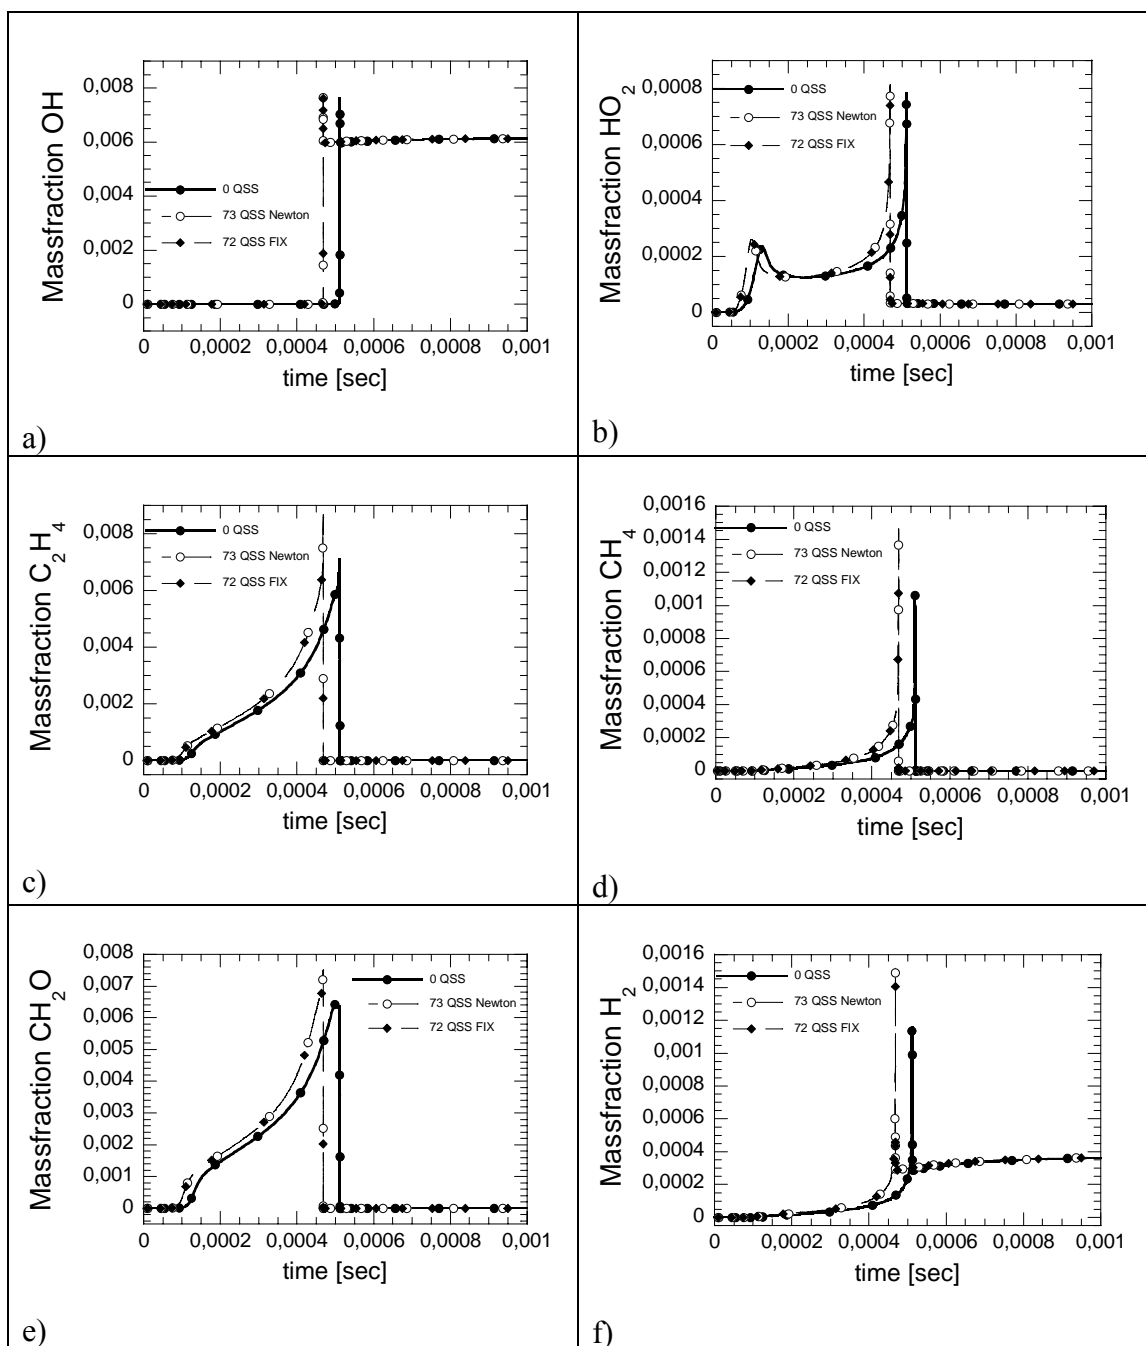 Massfraction OH
0,008
0,006
0,004
0,002
0
0 QSS
73 QSS Newton
72 QSS FIX
0 0,0002 0,0004 0,0006 0,0008 0,001
time [sec]
a)
Massfraction HO2
0,0008
0,0006
0,0004
0,0002
0
0 QSS
73 QSS Newton
72 QSS FIX
0 0,0002 0,0004 0,0006 0,0008 0,001
time [sec]
b)
Massfraction C2H4
0,008
0,006
0,004
0,002
0
0 QSS
73 QSS Newton
72 QSS FIX
0 0,0002 0,0004 0,0006 0,0008 0,001
time [sec]
c)
Massfraction CH4
0,0016
0,0014
0,0012
0,001
0,0008
0,0006
0,0004
0,0002
0
0 QSS
73 QSS Newton
72 QSS FIX
0 0,0002 0,0004 0,0006 0,0008 0,001
time [sec]
d)
Massfraction CH2O
0,008
0,007
0,006
0,005
0,004
0,003
0,002
0,001
0
0 QSS
73 QSS Newton
72 QSS FIX
0 0,0002 0,0004 0,0006 0,0008 0,001
time [sec]
e)
Massfraction H2
0,0016
0,0014
0,0012
0,001
0,0008
0,0006
0,0004
0,0002
0
0 QSS
73 QSS Newton
72 QSS FIX
0 0,0002 0,0004 0,0006 0,0008 0,001
time [sec]
f)